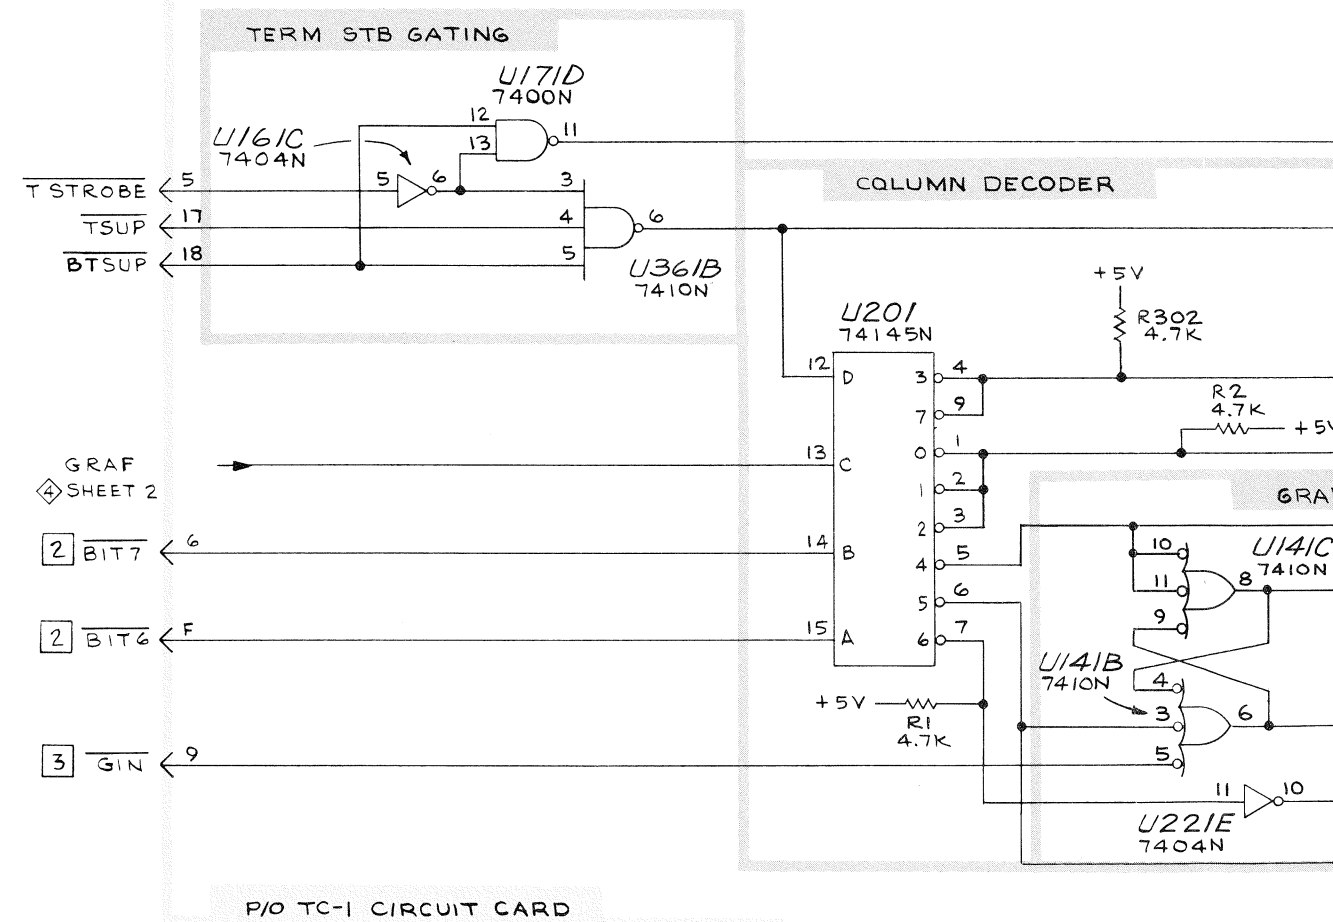 TERM STB GATING
U171D
7400N
12
11
U161C
7404N
13
T STROBE
5
5
6
3
COLUMN DECODER
TSUP
17
4
6
BTSUP
18
5
U361B
7410N
+5V
U201
74145N
R302
4.7K
12
D
3
4
R2
4.7K
7
9
+5V
GRAF
13
C
0
1
4 SHEET 2
1
2
GRA
2
3
2
BIT7
6
14
B
4
5
10
U141C
7410N
11
8
5
6
9
2
BIT6
F
15
A
6
7
U141B
7410N
4
+5V
R1
4.7K
3
6
3
GIN
9
5
11
10
U221E
7404N
P/O TC-1 CIRCUIT CARD